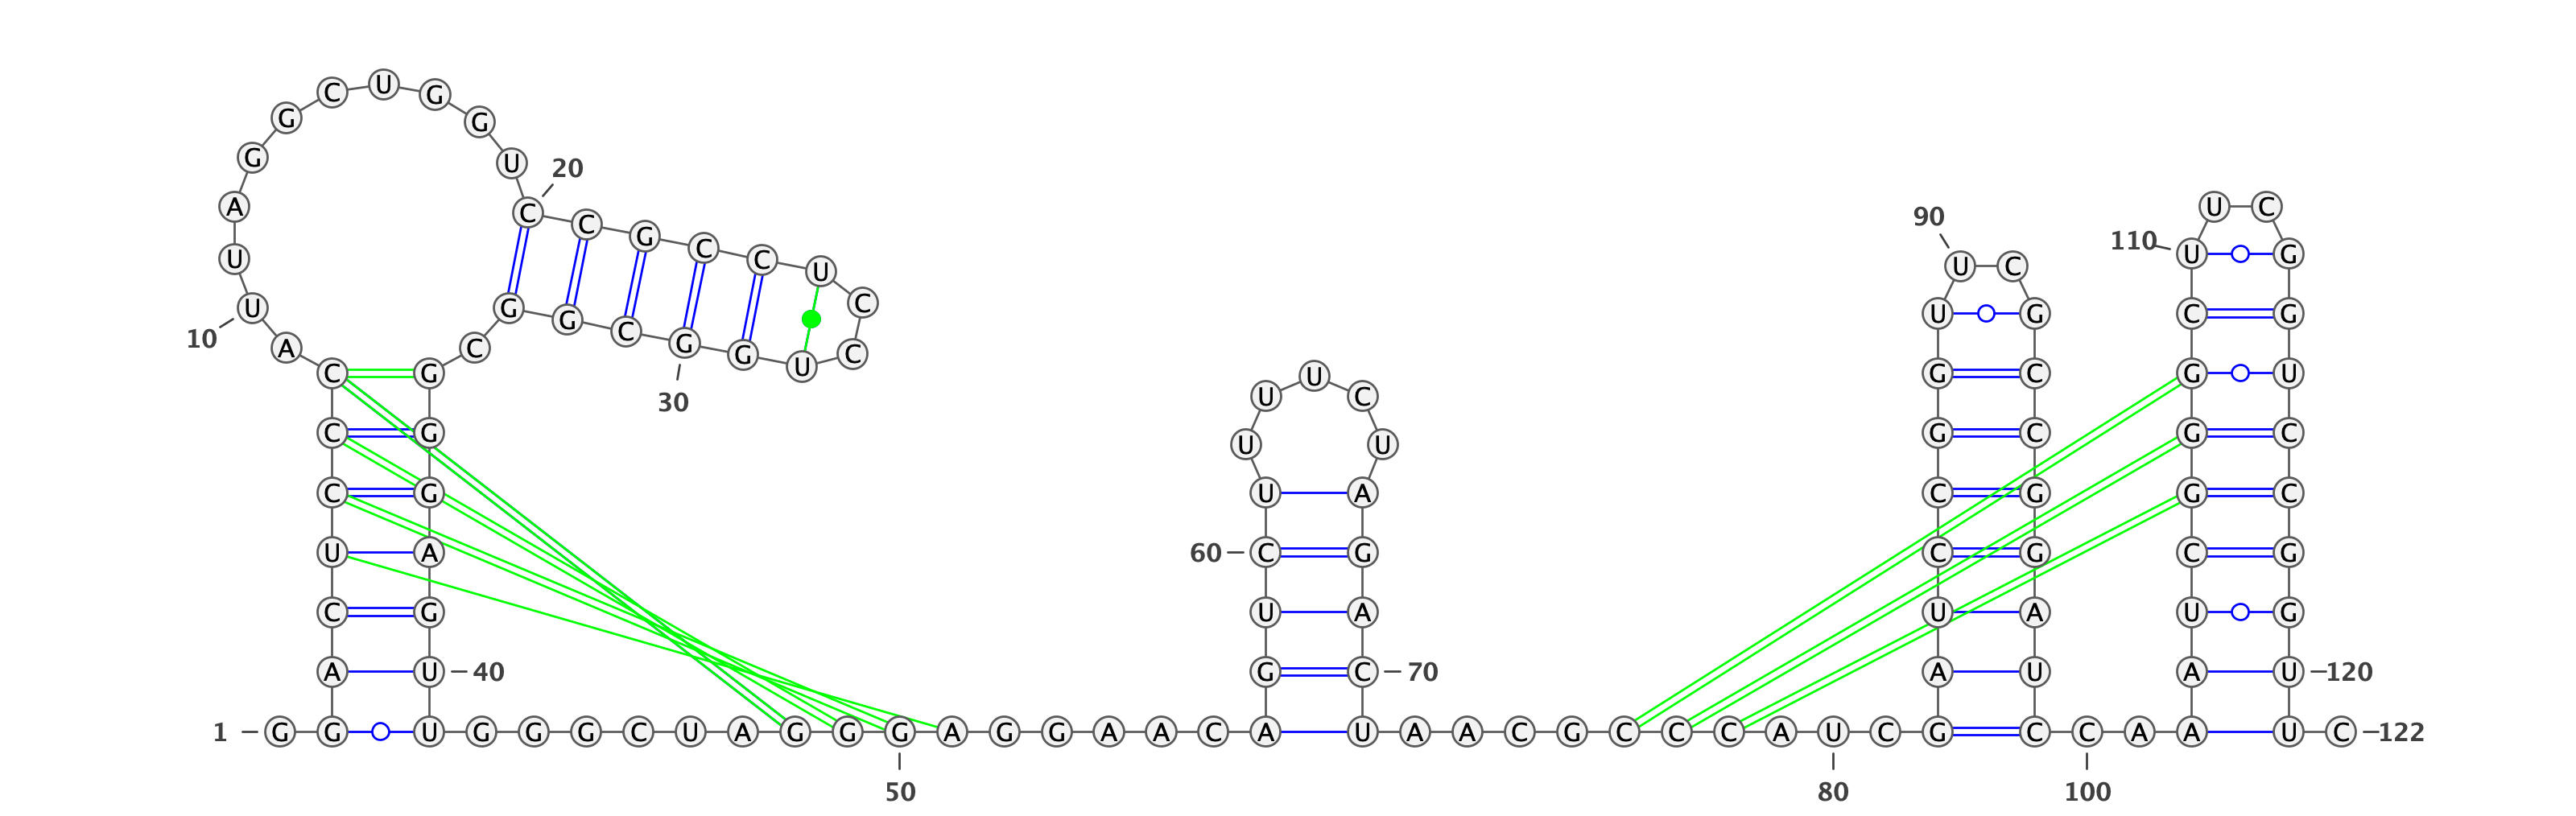 1 G G A C U C C C A U
10
U A G G C U G G U C
20
C G C C U C C U G G
30
C G G C G G G A G U
40
U G G G C U A G G G
50
A G G A A C A G U C
60
U U U U C U A G A C
70
U A A C G C C C A U
80
C G A U C C G G U U
90
C G C C G G A U C C
100
A A A U C G G G C U
110
U C G G U C C G G U
120
U C
122